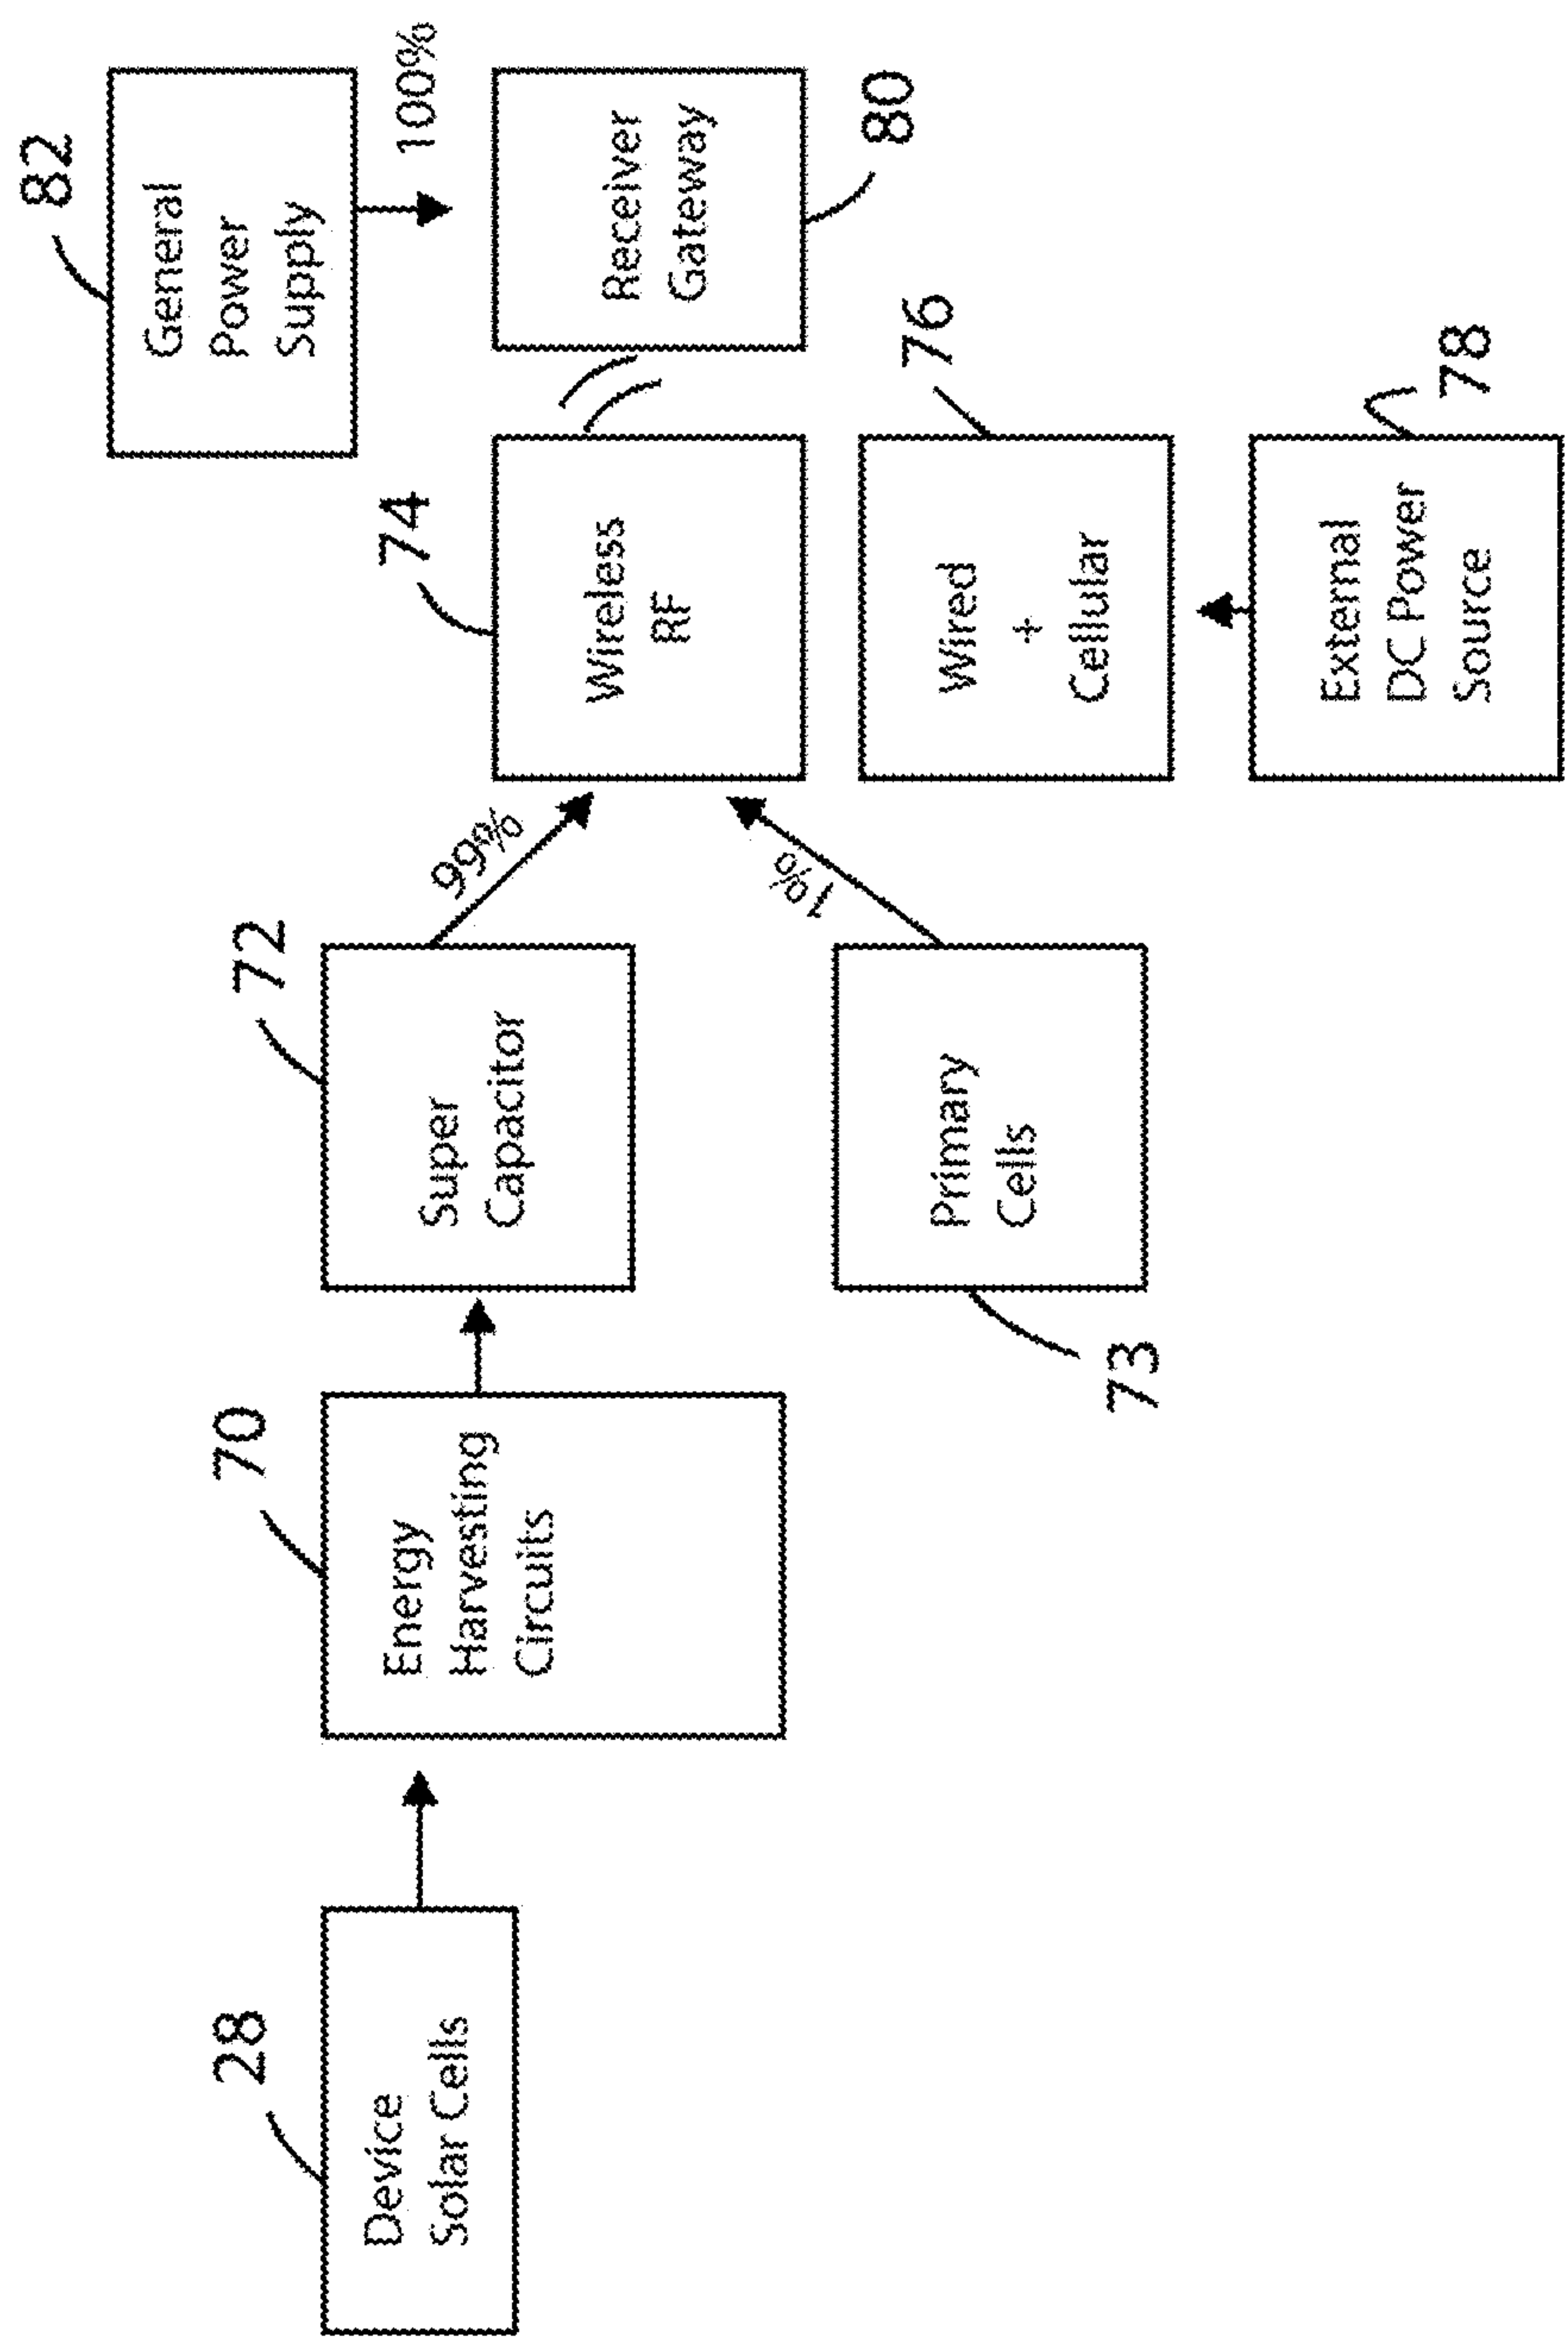 28
Device
Solar Cells
70
Energy
Harvesting
Circuits
72
Super
Capacitor
73
Primary
Cells
99%
1%
74
Wireless
RF
76
Wired
+
Cellular
78
External
DC Power
Source
82
General
Power
Supply
100%
Receiver
Gateway
80